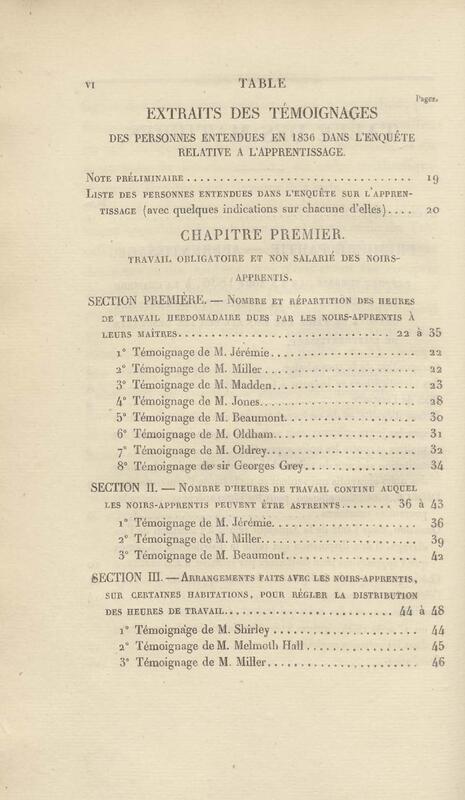 VI TABLE
Pages.
EXTRAITS DES TÉMOIGNAGES
DES PERSONNES ENTENDUES EN 1836 DANS L'ENQUÊTE
RELATIVE A L'APPRENTISSAGE.
NOTE PRÉLIMINAIRE .................................. 19
LISTE DES PERSONNES ENTENDUES DANS L'ENQUÊTE SUR L'APPREN-
TISSAGE (avec quelques indications sur chacune d'elles).... 20
CHAPITRE PREMIER.
TRAVAIL OBLIGATOIRE ET NON SALARIÉ DES NOIRS-
APPRENTIS.
SECTION PREMIÈRE. — NOMBRE ET RÉPARTITION DES HEURES
DE TRAVAIL HEBDOMADAIRE DUES PAR LES NOIRS-APPRENTIS À
LEURS MAÎTRES................................ 22 à 35
1° Témoignage de M. Jérémie..................... 22
2° Témoignage de M. Miller ..................... 22
3° Témoignage de M. Madden..................... 23
4° Témoignage de M. Jones...................... 28
5° Témoignage de M. Beaumont................... 30
6° Témoignage de M. Oldham.................... 31
7° Témoignage de M. Oldrey..................... 32
8° Témoignage de sir Georges Grey............... 34
SECTION II. — NOMBRE D'HEURES DE TRAVAIL CONTINU AUQUEL
LES NOIRS-APPRENTIS PEUVENT ÊTRE ASTREINTS........ 36 à 43
1° Témoignage de M. Jérémie..................... 36
2° Témoignage de M. Miller...................... 39
3° Témoignage de M. Beaumont................... 42
SECTION III. — ARRANGEMENTS FAITS AVEC LES NOIRS-APPRENTIS,
SUR CERTAINES HABITATIONS, POUR RÉGLER LA DISTRIBUTION
DES HEURES DE TRAVAIL......................... 44 à 48
1° Témoignage de M. Shirley ..................... 44
2° Témoignage de M. Melmoth Hall ................ 45
3° Témoignage de M. Miller...................... 46